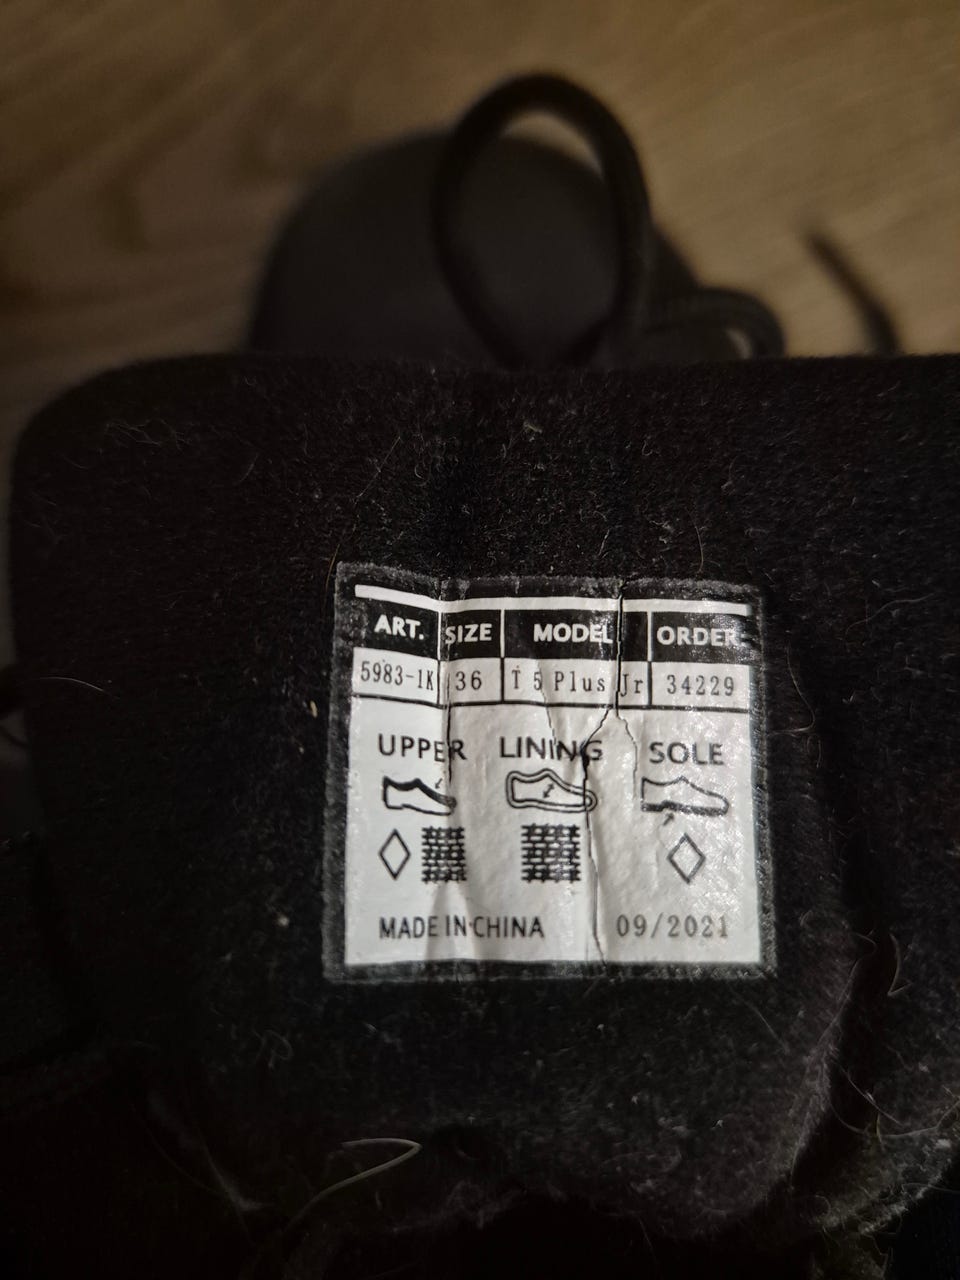 ART. SIZE MODEL ORDER
5983-1K 36 T 5 Plus Jr 34229
UPPER LINING SOLE
MADE IN CHINA 09/2021